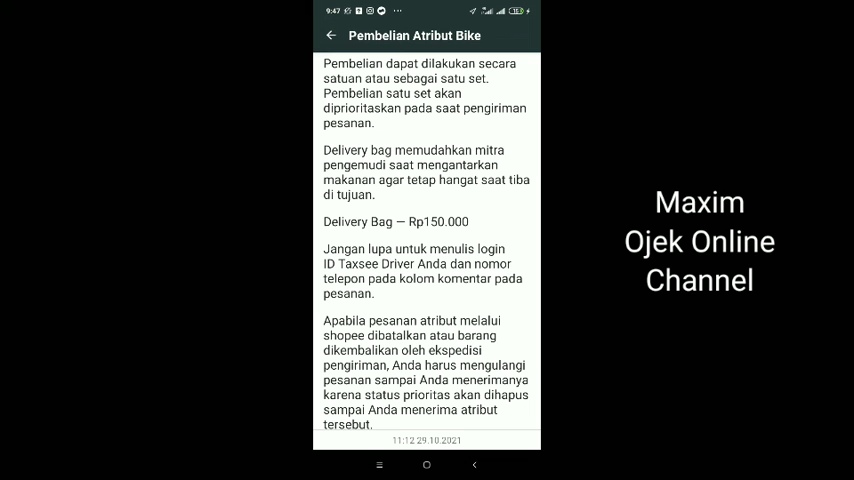 9:47
Pembelian Atribut Bike
Pembelian dapat dilakukan secara
satuan atau sebagai satu set.
Pembelian satu set akan
diprioritaskan pada saat pengiriman
pesanan.
Delivery bag memudahkan mitra
pengemudi saat mengantarkan
makanan agar tetap hangat saat tiba
di tujuan.
Delivery Bag — Rp150.000
Jangan lupa untuk menulis login
ID Taxsee Driver Anda dan nomor
telepon pada kolom komentar pada
pesanan.
Apabila pesanan atribut melalui
shopee dibatalkan atau barang
dikembalikan oleh ekspedisi
pengiriman, Anda harus mengulangi
pesanan sampai Anda menerimanya
karena status prioritas akan dihapus
sampai Anda menerima atribut
tersebut.
11:12 29.10.2021
Maxim
Ojek Online
Channel